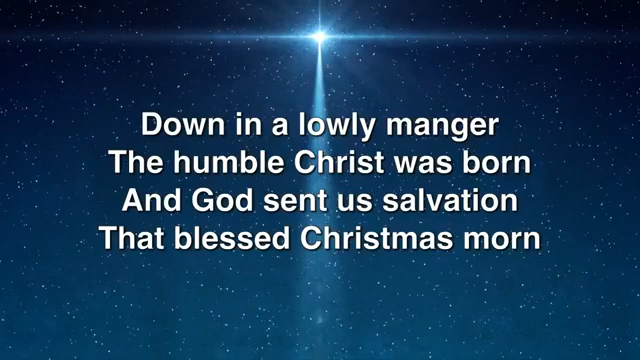 Down in a lowly manger
The humble Christ was born
And God sent us salvation
That blessed Christmas morn